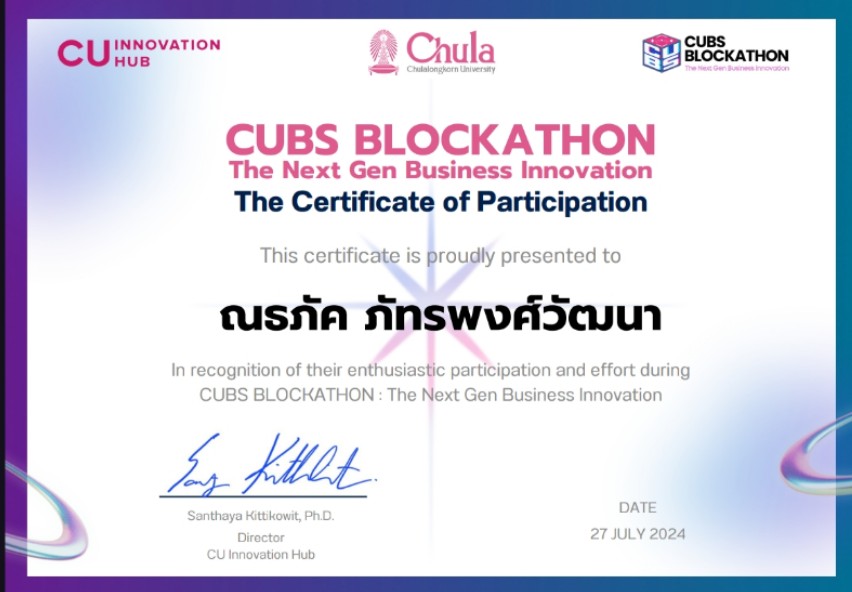 CU INNOVATION
HUB
Chula
Chulalongkorn University
CUBS
BLOCKATHON
The Next Gen Business Innovation
CUBS BLOCKATHON
The Next Gen Business Innovation
The Certificate of Participation
This certificate is proudly presented to
ณธภัค ภัทรพงศ์วัฒนา
In recognition of their enthusiastic participation and effort during
CUBS BLOCKATHON : The Next Gen Business Innovation
Santhaya Kittikowit, Ph.D.
Director
CU Innovation Hub
DATE
27 JULY 2024